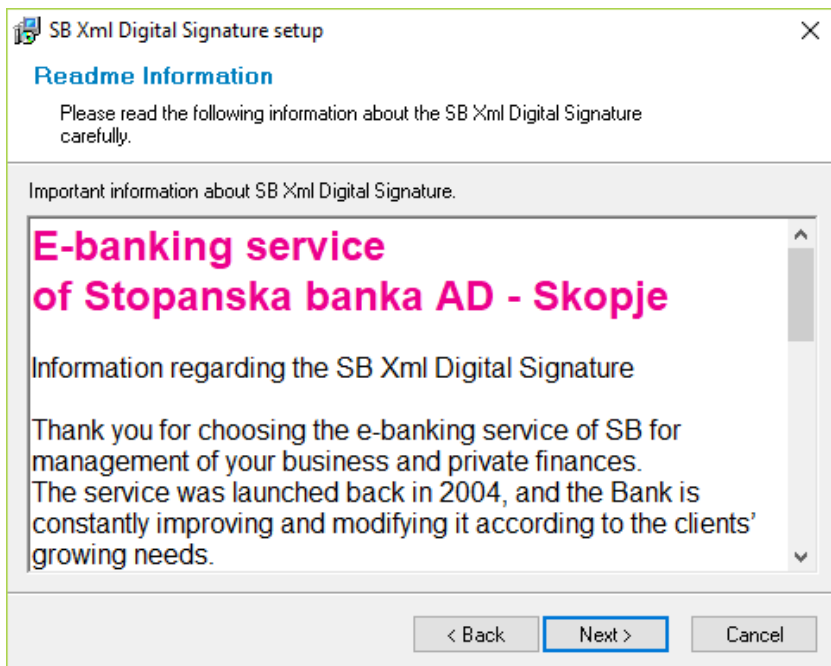 SB Xml Digital Signature setup
Readme Information
Please read the following information about the SB Xml Digital Signature
carefully.
Important information about SB Xml Digital Signature.
E-banking service
of Stopanska banka AD - Skopje
Information regarding the SB Xml Digital Signature
Thank you for choosing the e-banking service of SB for
management of your business and private finances.
The service was launched back in 2004, and the Bank is
constantly improving and modifying it according to the clients’
growing needs.
< Back
Next >
Cancel